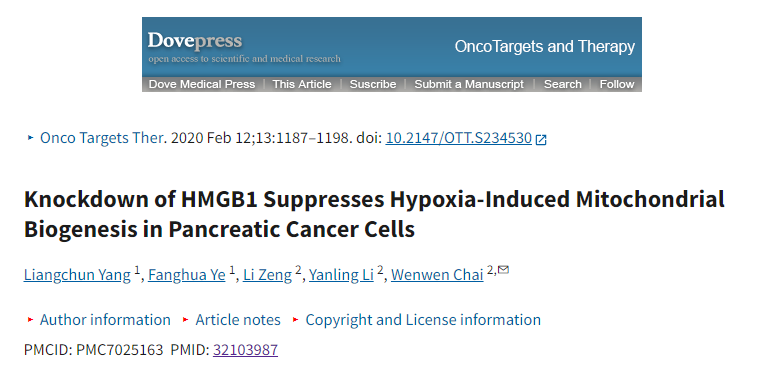 Dovepress
open access to scientific and medical research
OncoTargets and Therapy
Dove Medical Press | This Article | Suscribe | Submit a Manuscript | Search | Follow
Onco Targets Ther. 2020 Feb 12;13:1187–1198. doi: 10.2147/OTT.S234530
Knockdown of HMGB1 Suppresses Hypoxia-Induced Mitochondrial
Biogenesis in Pancreatic Cancer Cells
Liangchun Yang 1, Fanghua Ye 1, Li Zeng 2, Yanling Li 2, Wenwen Chai 2,
Author information Article notes Copyright and License information
PMCID: PMC7025163 PMID: 32103987